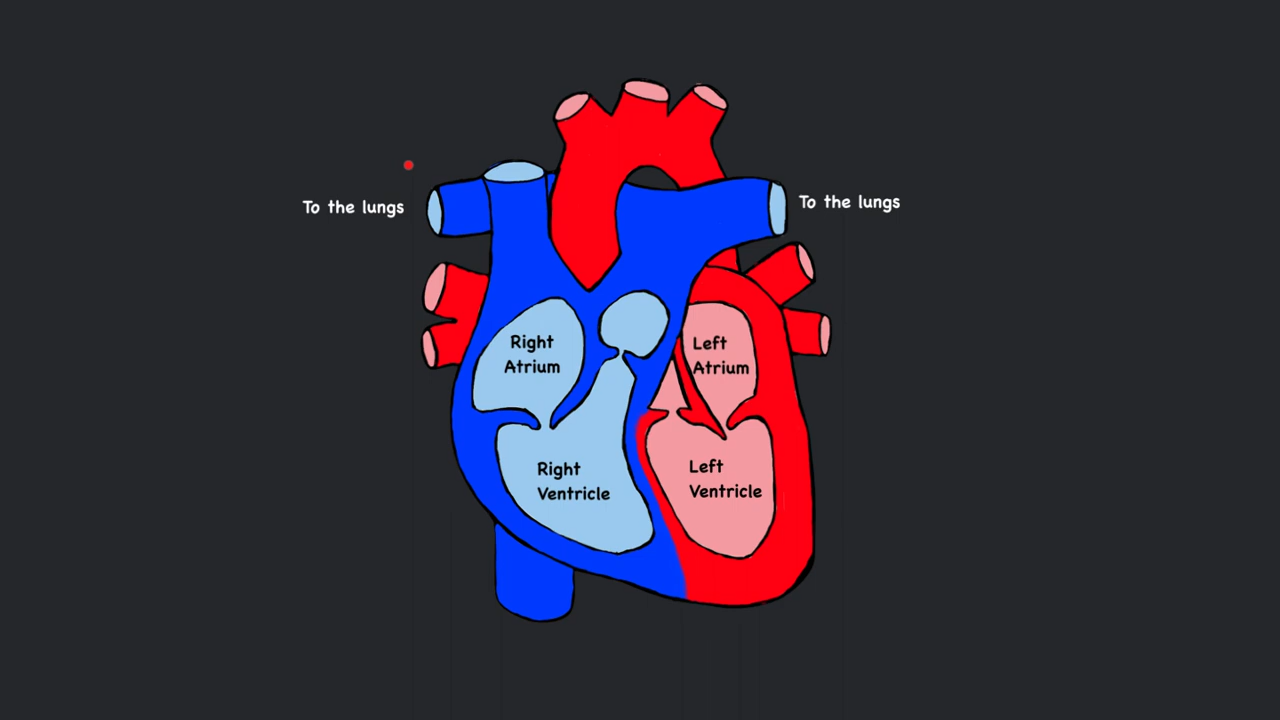 To the lungs
To the lungs
Right
Atrium
Left
Atrium
Right
Ventricle
Left
Ventricle